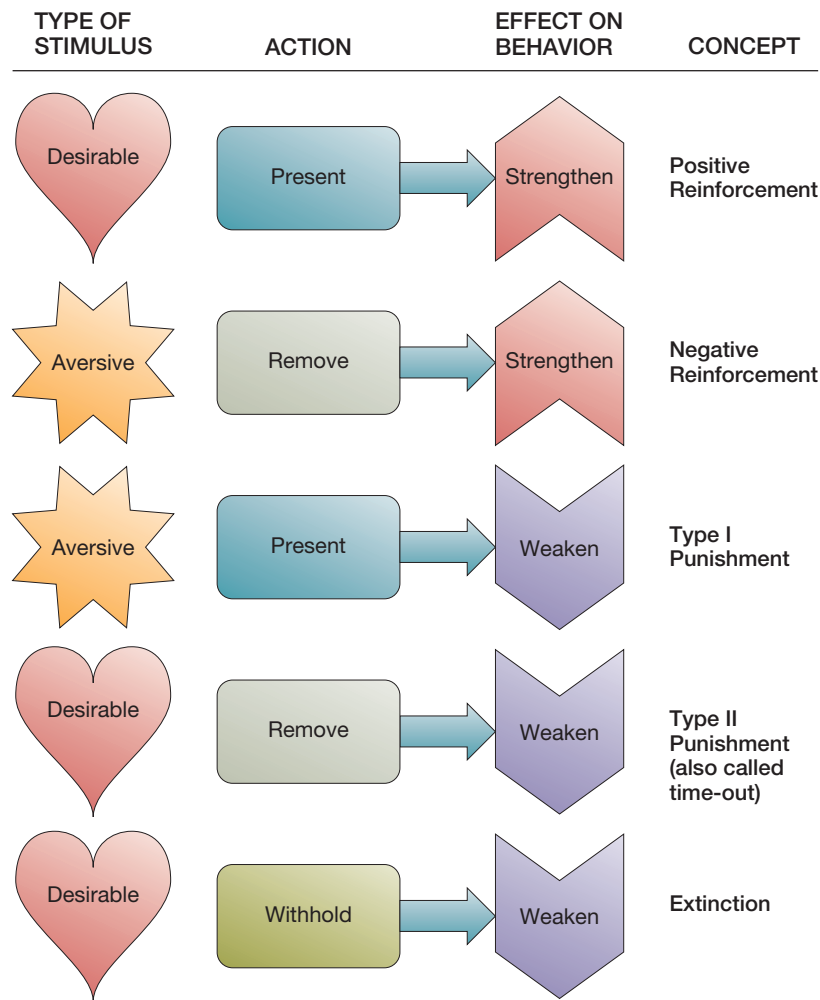 TYPE OF STIMULUS
ACTION
EFFECT ON BEHAVIOR
CONCEPT
Desirable
Present
Strengthen
Positive
Reinforcement
Aversive
Remove
Strengthen
Negative
Reinforcement
Aversive
Present
Weaken
Type I
Punishment
Desirable
Remove
Weaken
Type II
Punishment
(also called
time-out)
Desirable
Withhold
Weaken
Extinction